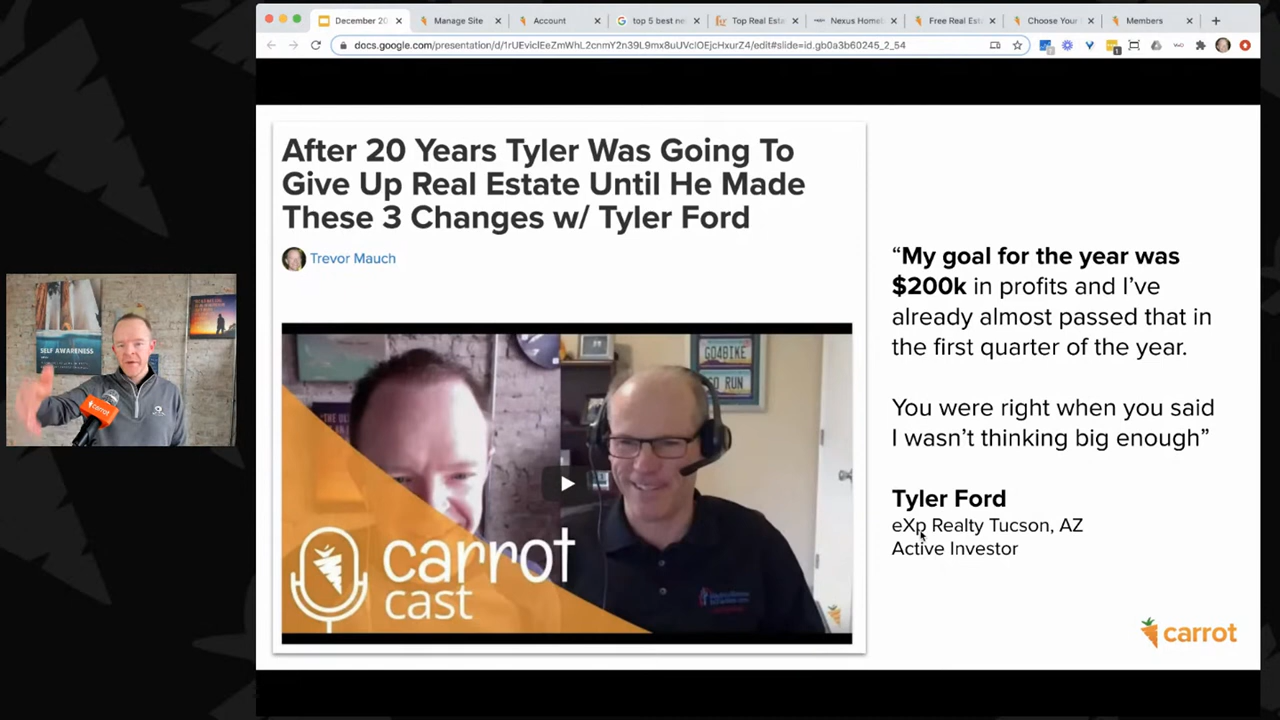 December 20
Manage Site
Account
top 5 best ne
Top Real Esta
Nexus Home
Free Real Est
Choose Your
Members
docs.google.com/presentation/d/1rUEvicIEeZmWhL2cnmY2n39L9mx8uUVcIOEjcHxurZ4/edit#slide=id.gb0a3b60245_2_54
After 20 Years Tyler Was Going To
Give Up Real Estate Until He Made
These 3 Changes w/ Tyler Ford
Trevor Mauch
GO4BIKE
GO RUN
carrot
cast
“My goal for the year was
$200k in profits and I’ve
already almost passed that in
the first quarter of the year.
You were right when you said
I wasn’t thinking big enough”
Tyler Ford
eXp Realty Tucson, AZ
Active Investor
carrot
SELF AWARENESS
carrot